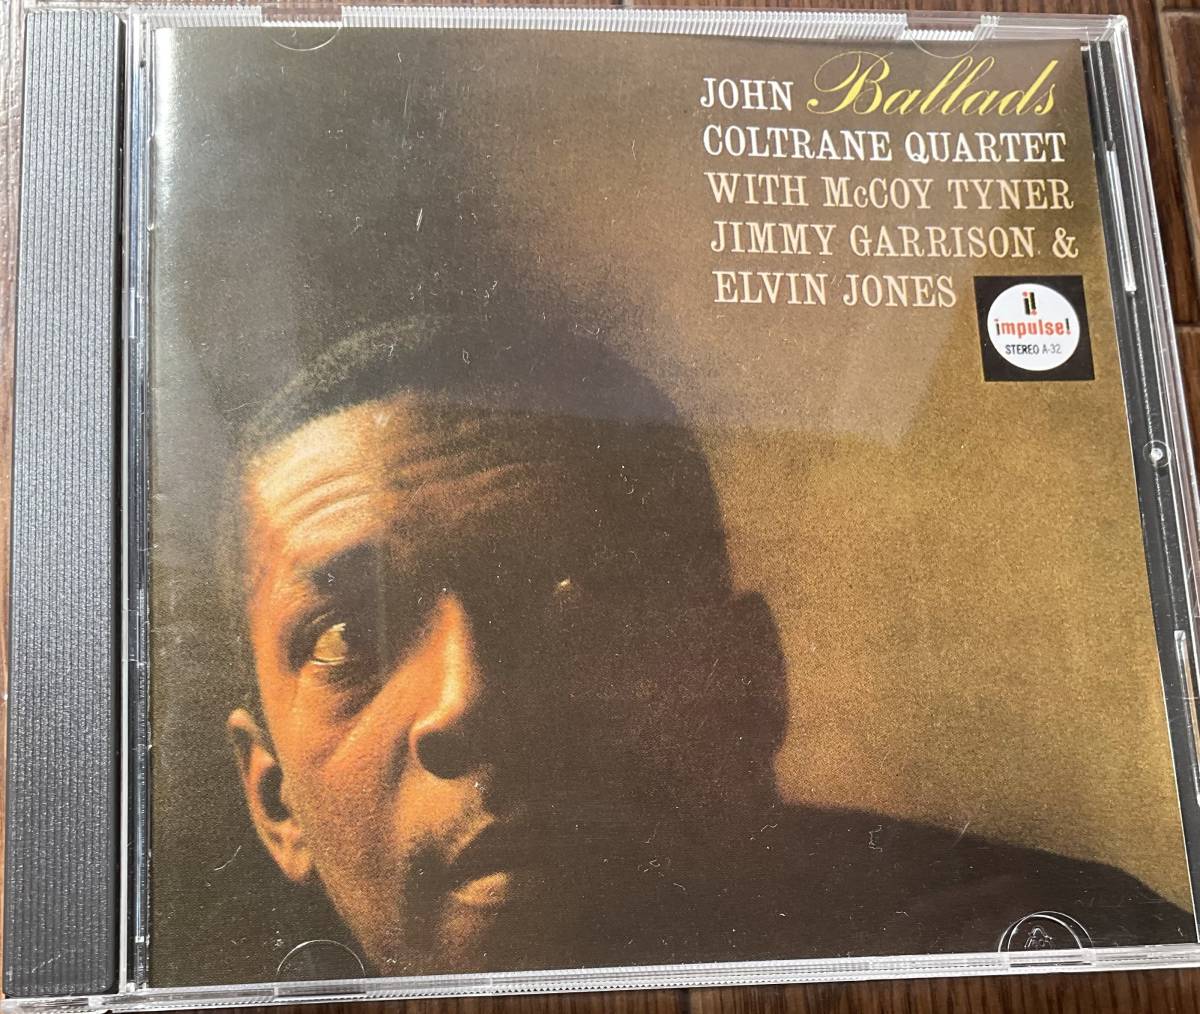 JOHN Ballads
COLTRANE QUARTET
WITH McCOY TYNER
JIMMY GARRISON &
ELVIN JONES
impulse!
STEREO A-32